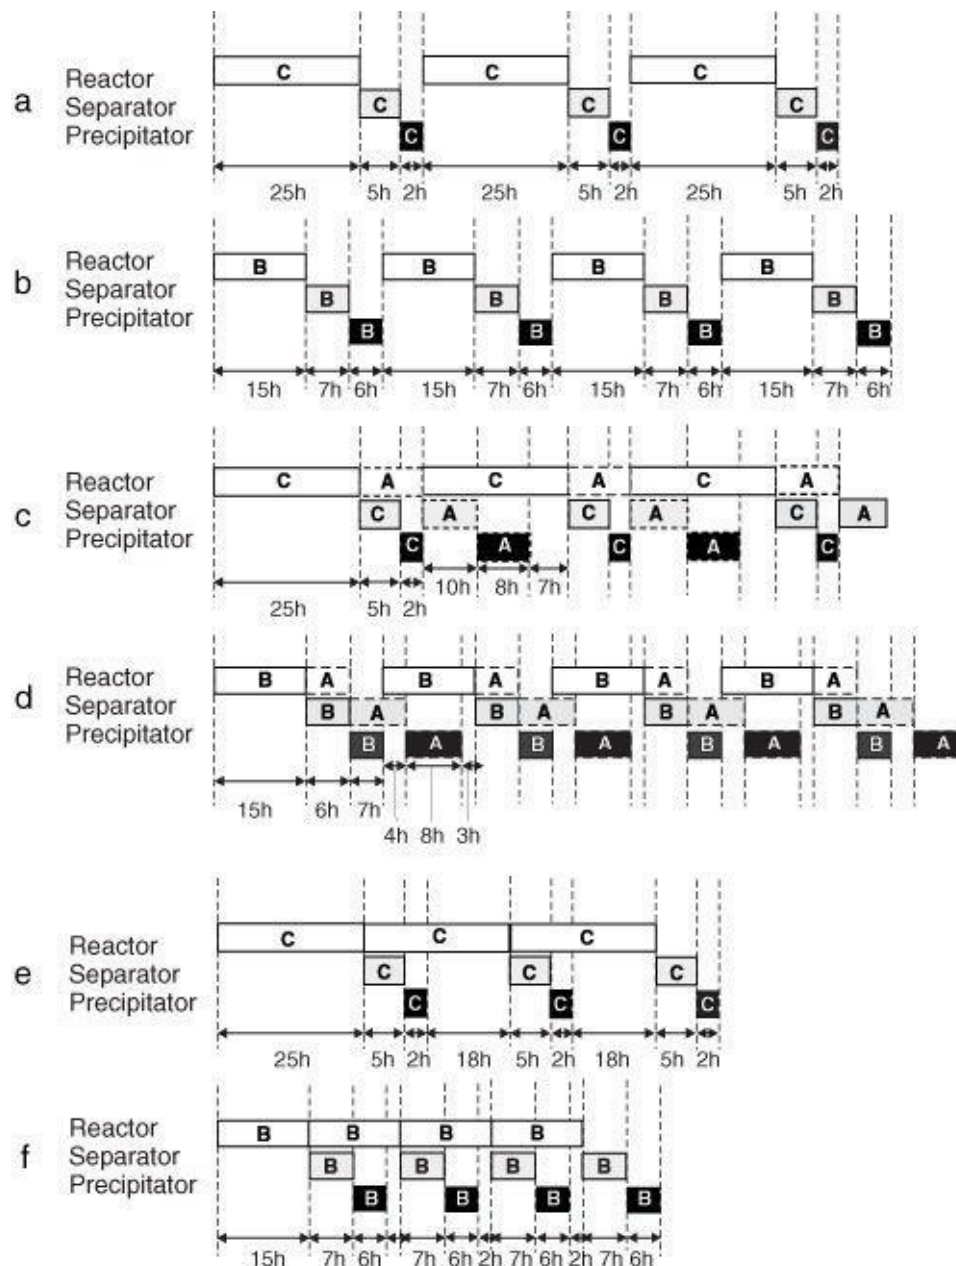 C C C
Reactor
a Separator C C C
Precipitator C C C
25h 5h 2h 25h 5h 2h 25h 5h 2h
Reactor B B B B
b Separator B B B B
Precipitator B B B B
15h 7h 6h 15h 7h 6h 15h 7h 6h 15h 7h 6h
Reactor C A C A C A
c Separator C A C A C A
Precipitator C A C A C
10h 8h 7h
25h 5h 2h
Reactor B A B A B A B A
d Separator B A B A B A B A
Precipitator B A B A B A B A
15h 6h 7h
4h 8h 3h
Reactor C C C
e Separator C C C
Precipitator C C C
25h 5h 2h 18h 5h 2h 18h 5h 2h
Reactor B B B B
f Separator B B B B
Precipitator B B B B
15h 7h 6h 7h 6h 2h 7h 6h 2h 7h 6h